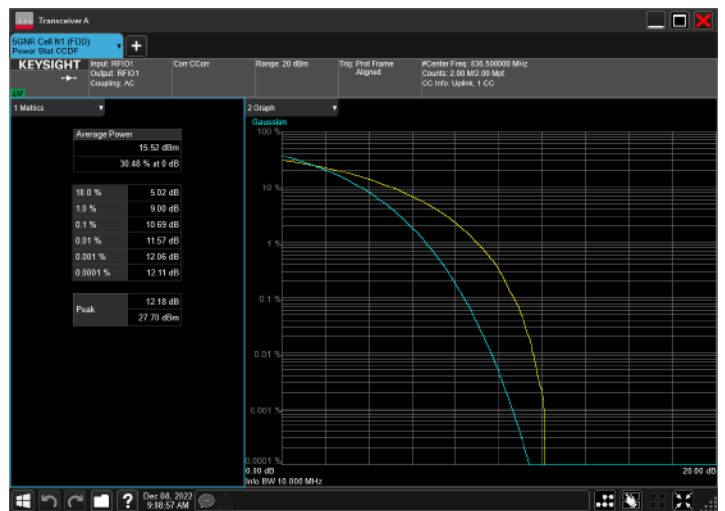 Transceiver A
5GNR Cell N1 (FDD)
Power Stat CCDF
KEYSIGHT
Input: RFIO1
Output: RFIO1
Coupling: AC
Corr CCorr
Range: 20 dBm
Trig: Prot Frame
Aligned
#Center Freq: 836.500000 MHz
Counts: 2.00 M/2.00 Mpt
CC Info: Uplink, 1 CC
1 Metrics
2 Graph
Average Power
15.52 dBm
30.48 % at 0 dB
10.0 % 5.02 dB
1.0 % 9.00 dB
0.1 % 10.69 dB
0.01 % 11.57 dB
0.001 % 12.06 dB
0.0001 % 12.11 dB
Peak
12.18 dB
27.70 dBm
Gaussian
100 %
10 %
1 %
0.1 %
0.01 %
0.001 %
0.0001 %
0.00 dB
20.00 dB
Info BW 10.000 MHz
Dec 08, 2022
9:18:57 AM